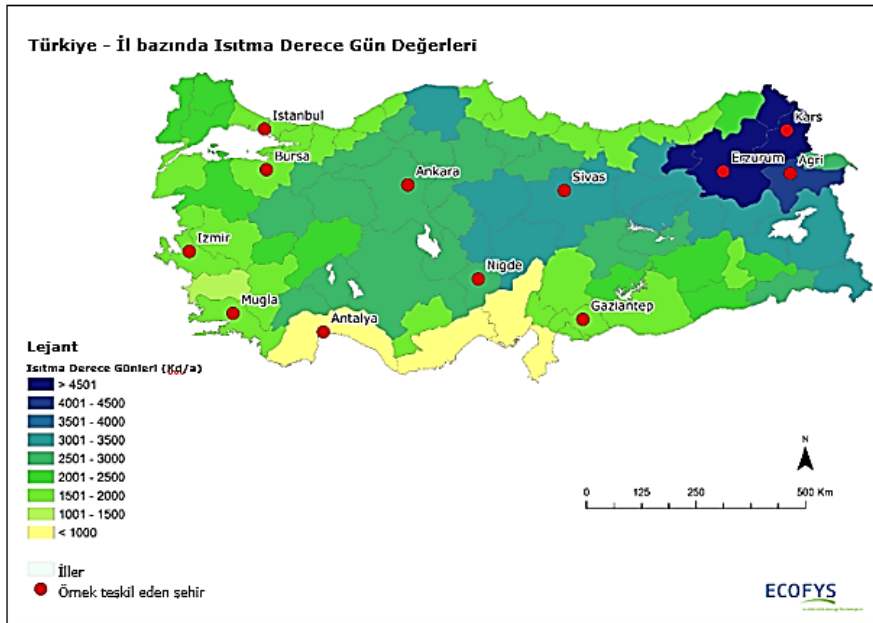 Türkiye - İl bazında Isıtma Derece Gün Değerleri
Istanbul
Kars
Bursa
Erzurum
Agri
Ankara
Sivas
Izmir
Nigde
Mugla
Antalya
Gaziantep
Lejant
Isıtma Derece Günleri (Kd/a)
> 4501
4001 - 4500
3501 - 4000
3001 - 3500
2501 - 3000
2001 - 2500
1501 - 2000
1001 - 1500
< 1000
N
0 125 250 500 Km
İller
Örnek teşkil eden şehir
ECOFYS